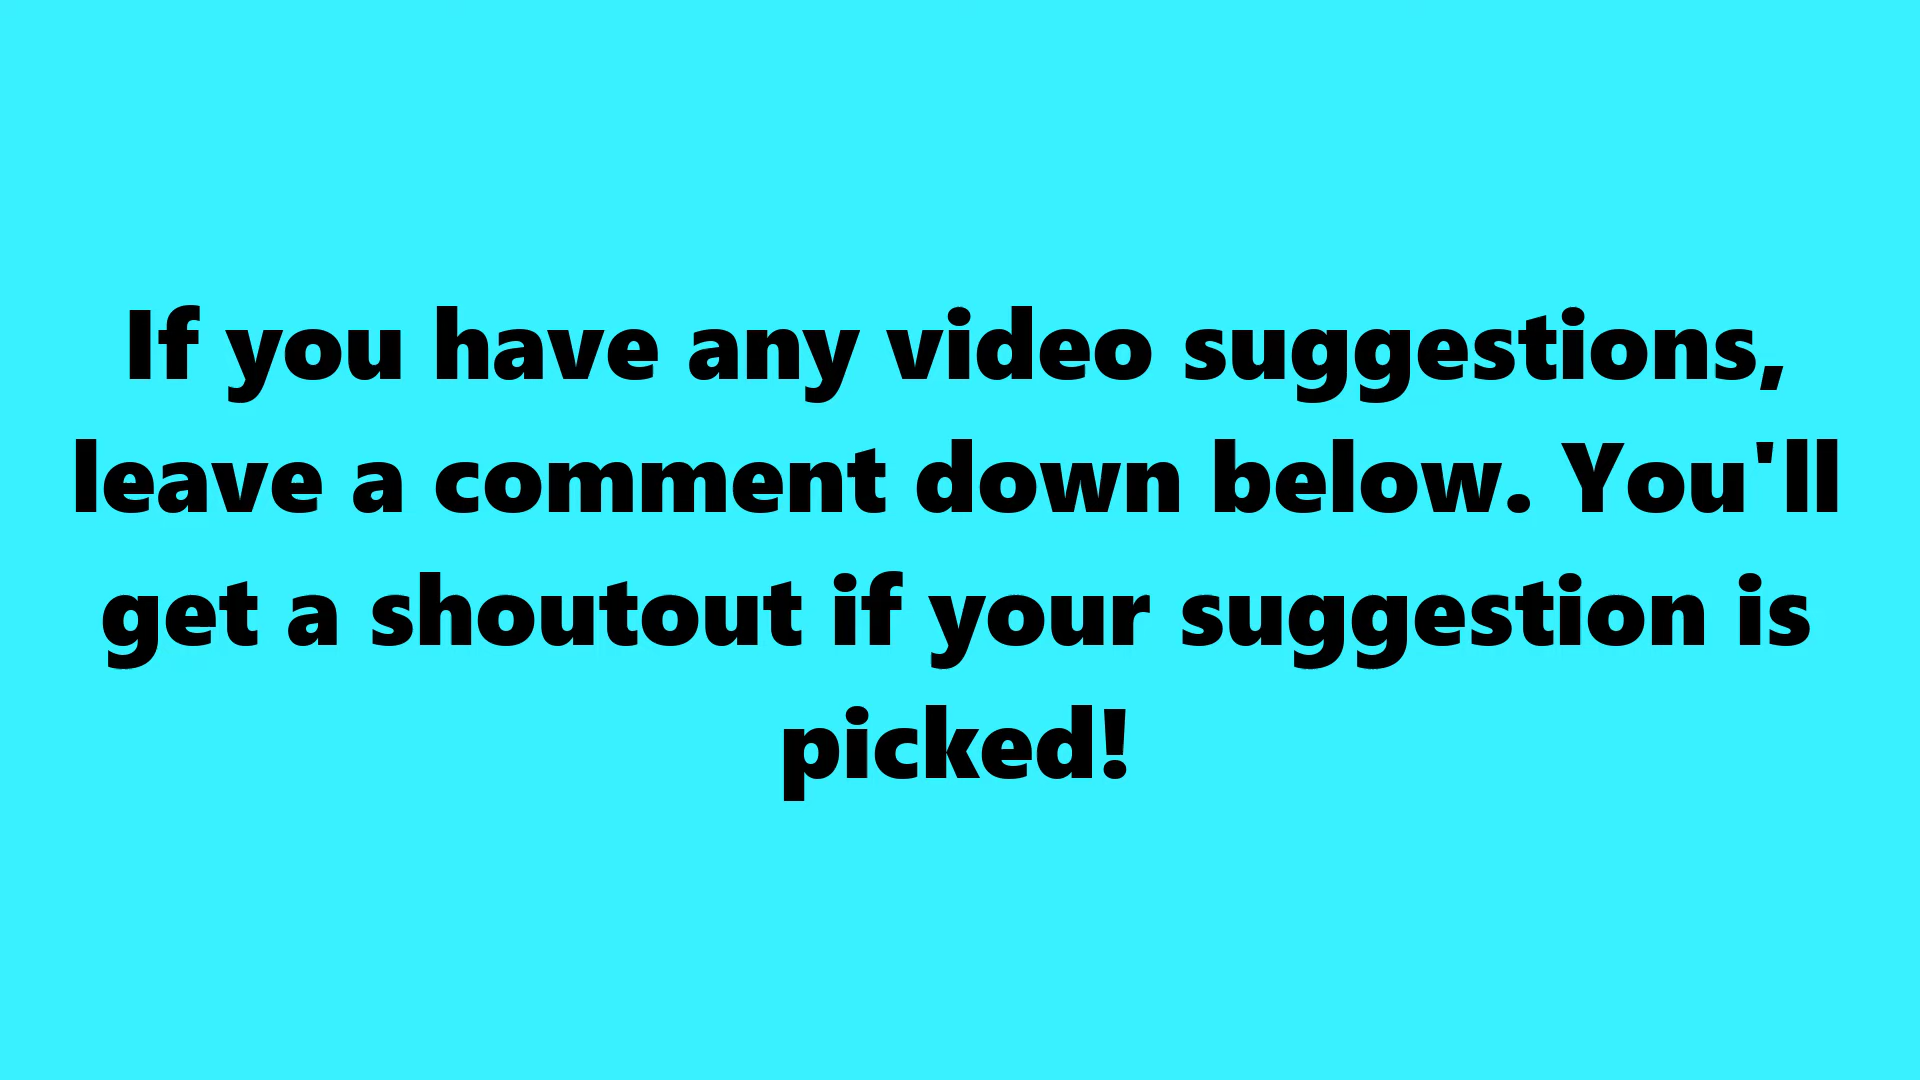 If you have any video suggestions,
leave a comment down below. You'll
get a shoutout if your suggestion is
picked!